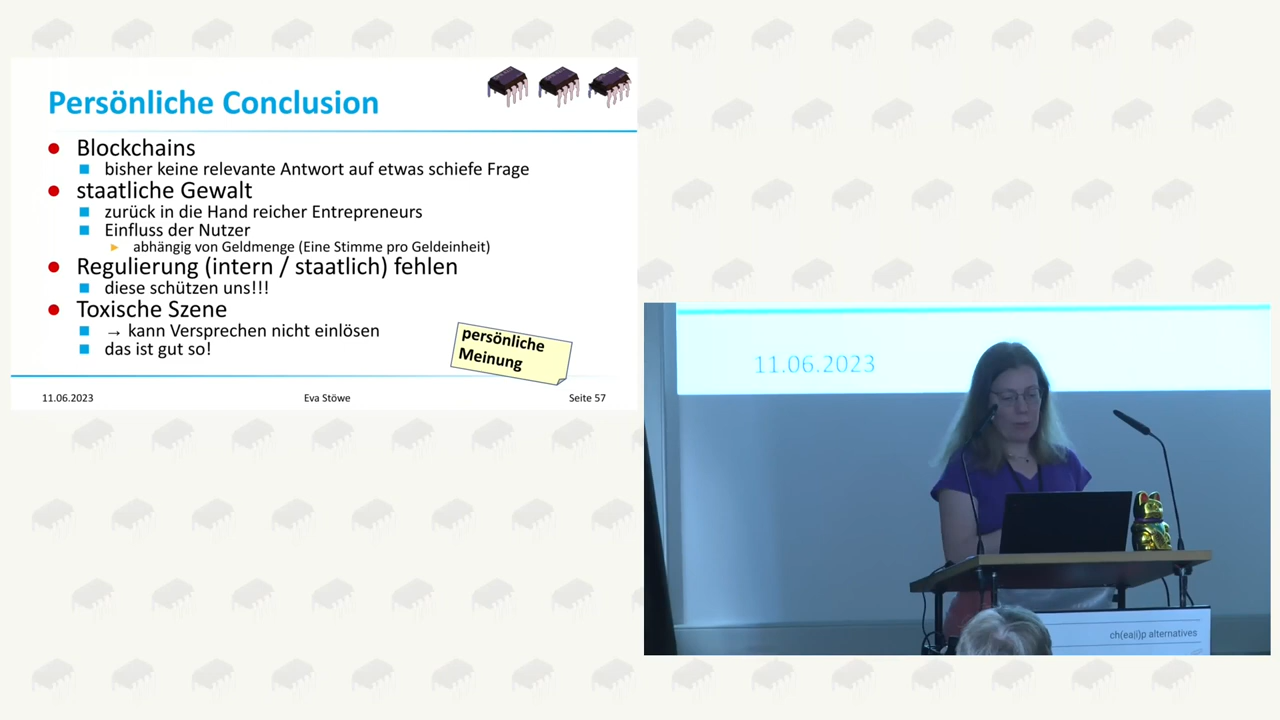 Persönliche Conclusion
Blockchains
bisher keine relevante Antwort auf etwas schiefe Frage
staatliche Gewalt
zurück in die Hand reicher Entrepreneurs
Einfluss der Nutzer
abhängig von Geldmenge (Eine Stimme pro Geldeinheit)
Regulierung (intern / staatlich) fehlen
diese schützen uns!!!
Toxische Szene
→ kann Versprechen nicht einlösen
das ist gut so!
persönliche
Meinung
11.06.2023
Eva Stöwe
Seite 57
11.06.2023
ch(ea|i)p alternatives